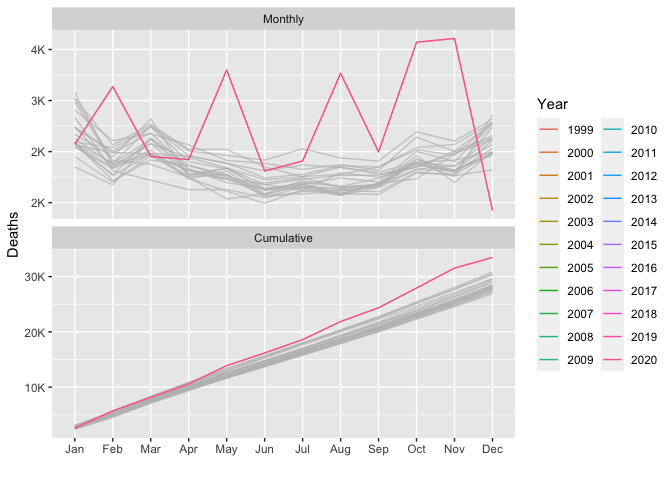 Monthly
4K
3K
2K
2K
Cumulative
30K
20K
10K
Deaths
Jan Feb Mar Apr May Jun Jul Aug Sep Oct Nov Dec
Year
1999 2010
2000 2011
2001 2012
2002 2013
2003 2014
2004 2015
2005 2016
2006 2017
2007 2018
2008 2019
2009 2020